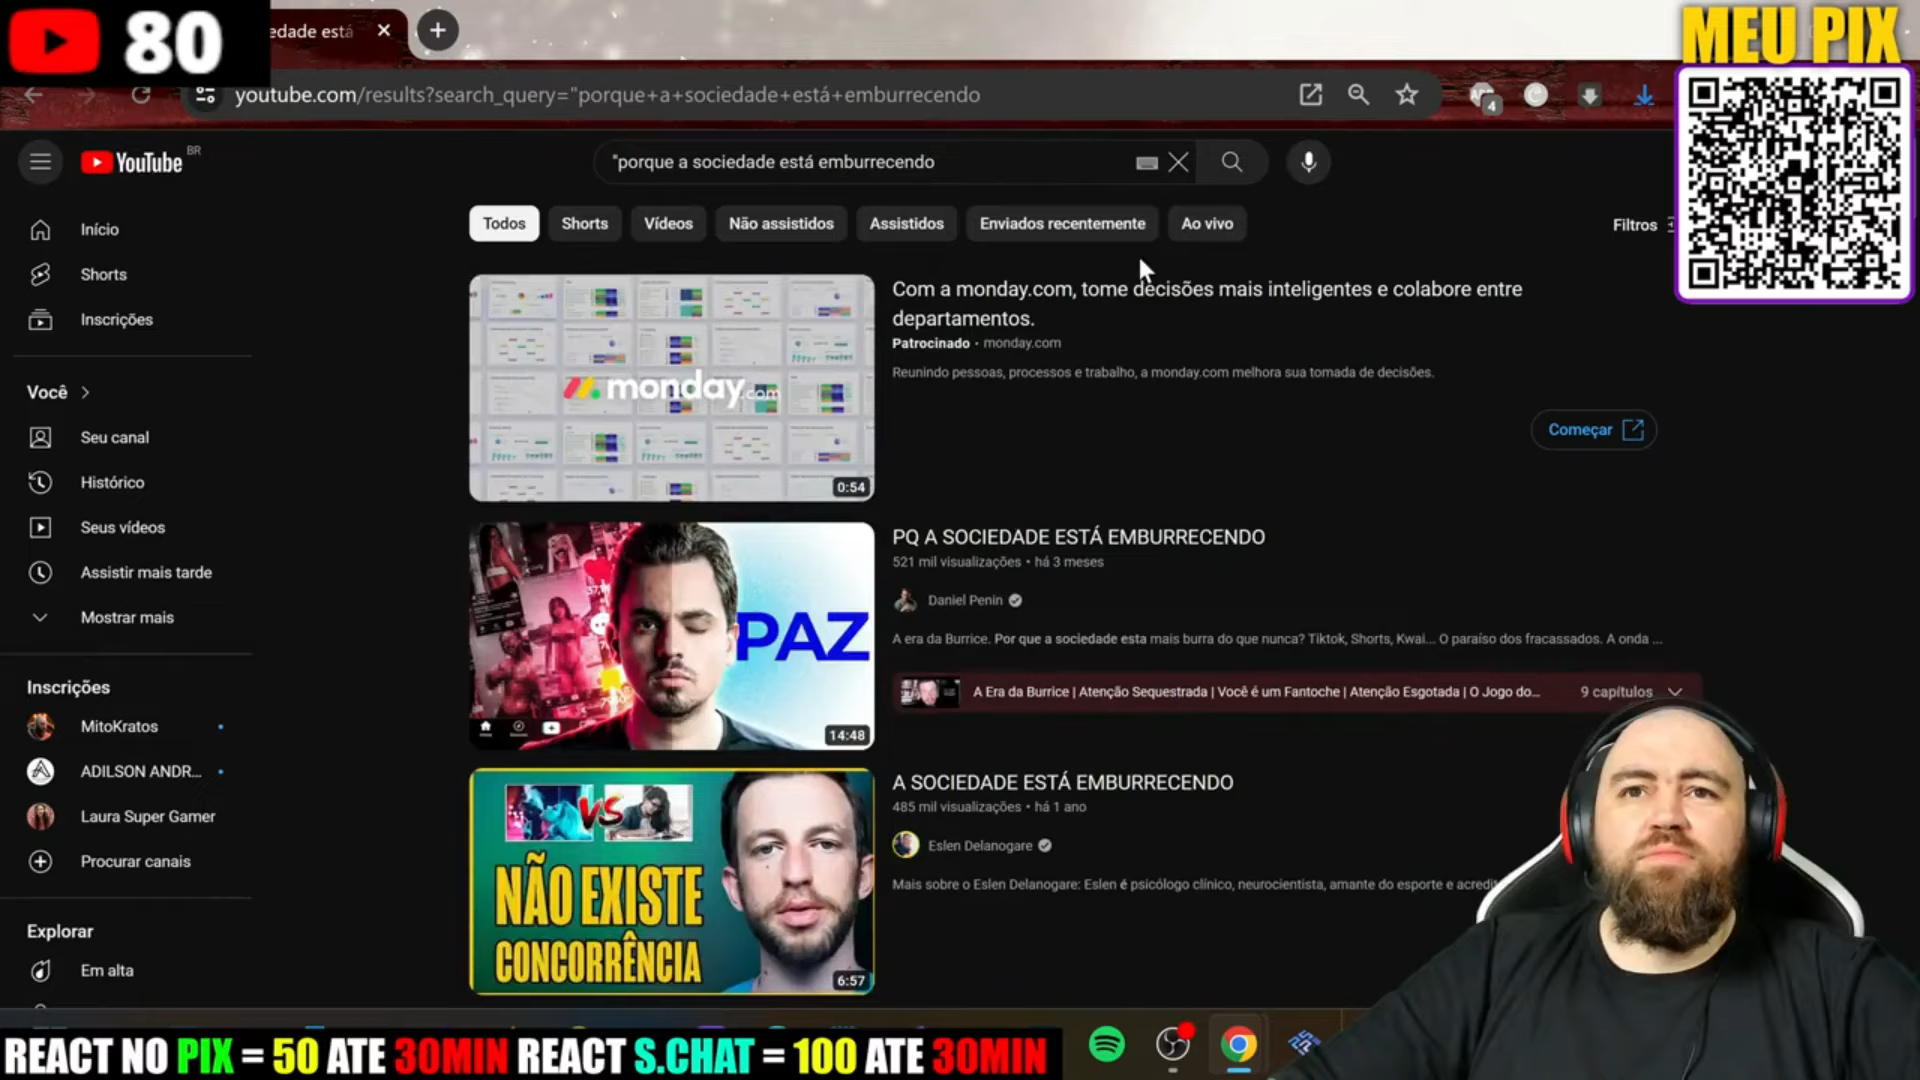 80
edade está
MEU PIX
youtube.com/results?search_query="porque+a+sociedade+está+emburrecendo
4
YouTube BR
"porque a sociedade está emburrecendo
Todos
Shorts
Vídeos
Não assistidos
Assistidos
Enviados recentemente
Ao vivo
Filtros
Início
Shorts
Inscrições
Você
Seu canal
Histórico
Seus vídeos
Assistir mais tarde
Mostrar mais
Inscrições
MitoKratos
ADILSON ANDR...
Laura Super Gamer
Procurar canais
Explorar
Em alta
monday.com
0:54
Com a monday.com, tome decisões mais inteligentes e colabore entre
departamentos.
Patrocinado • monday.com
Reunindo pessoas, processos e trabalho, a monday.com melhora sua tomada de decisões.
Começar
PAZ
14:48
PQ A SOCIEDADE ESTÁ EMBURRECENDO
521 mil visualizações • há 3 meses
Daniel Penin
A era da Burrice. Por que a sociedade esta mais burra do que nunca? Tiktok, Shorts, Kwai... O paraíso dos fracassados. A onda ...
A Era da Burrice | Atenção Sequestrada | Você é um Fantoche | Atenção Esgotada | O Jogo do...
9 capítulos
VS
NÃO EXISTE
CONCORRÊNCIA
6:57
A SOCIEDADE ESTÁ EMBURRECENDO
485 mil visualizações • há 1 ano
Eslen Delanogare
Mais sobre o Eslen Delanogare: Eslen é psicólogo clínico, neurocientista, amante do esporte e acredit
REACT NO PIX = 50 ATE 30MIN REACT S.CHAT = 100 ATE 30MIN